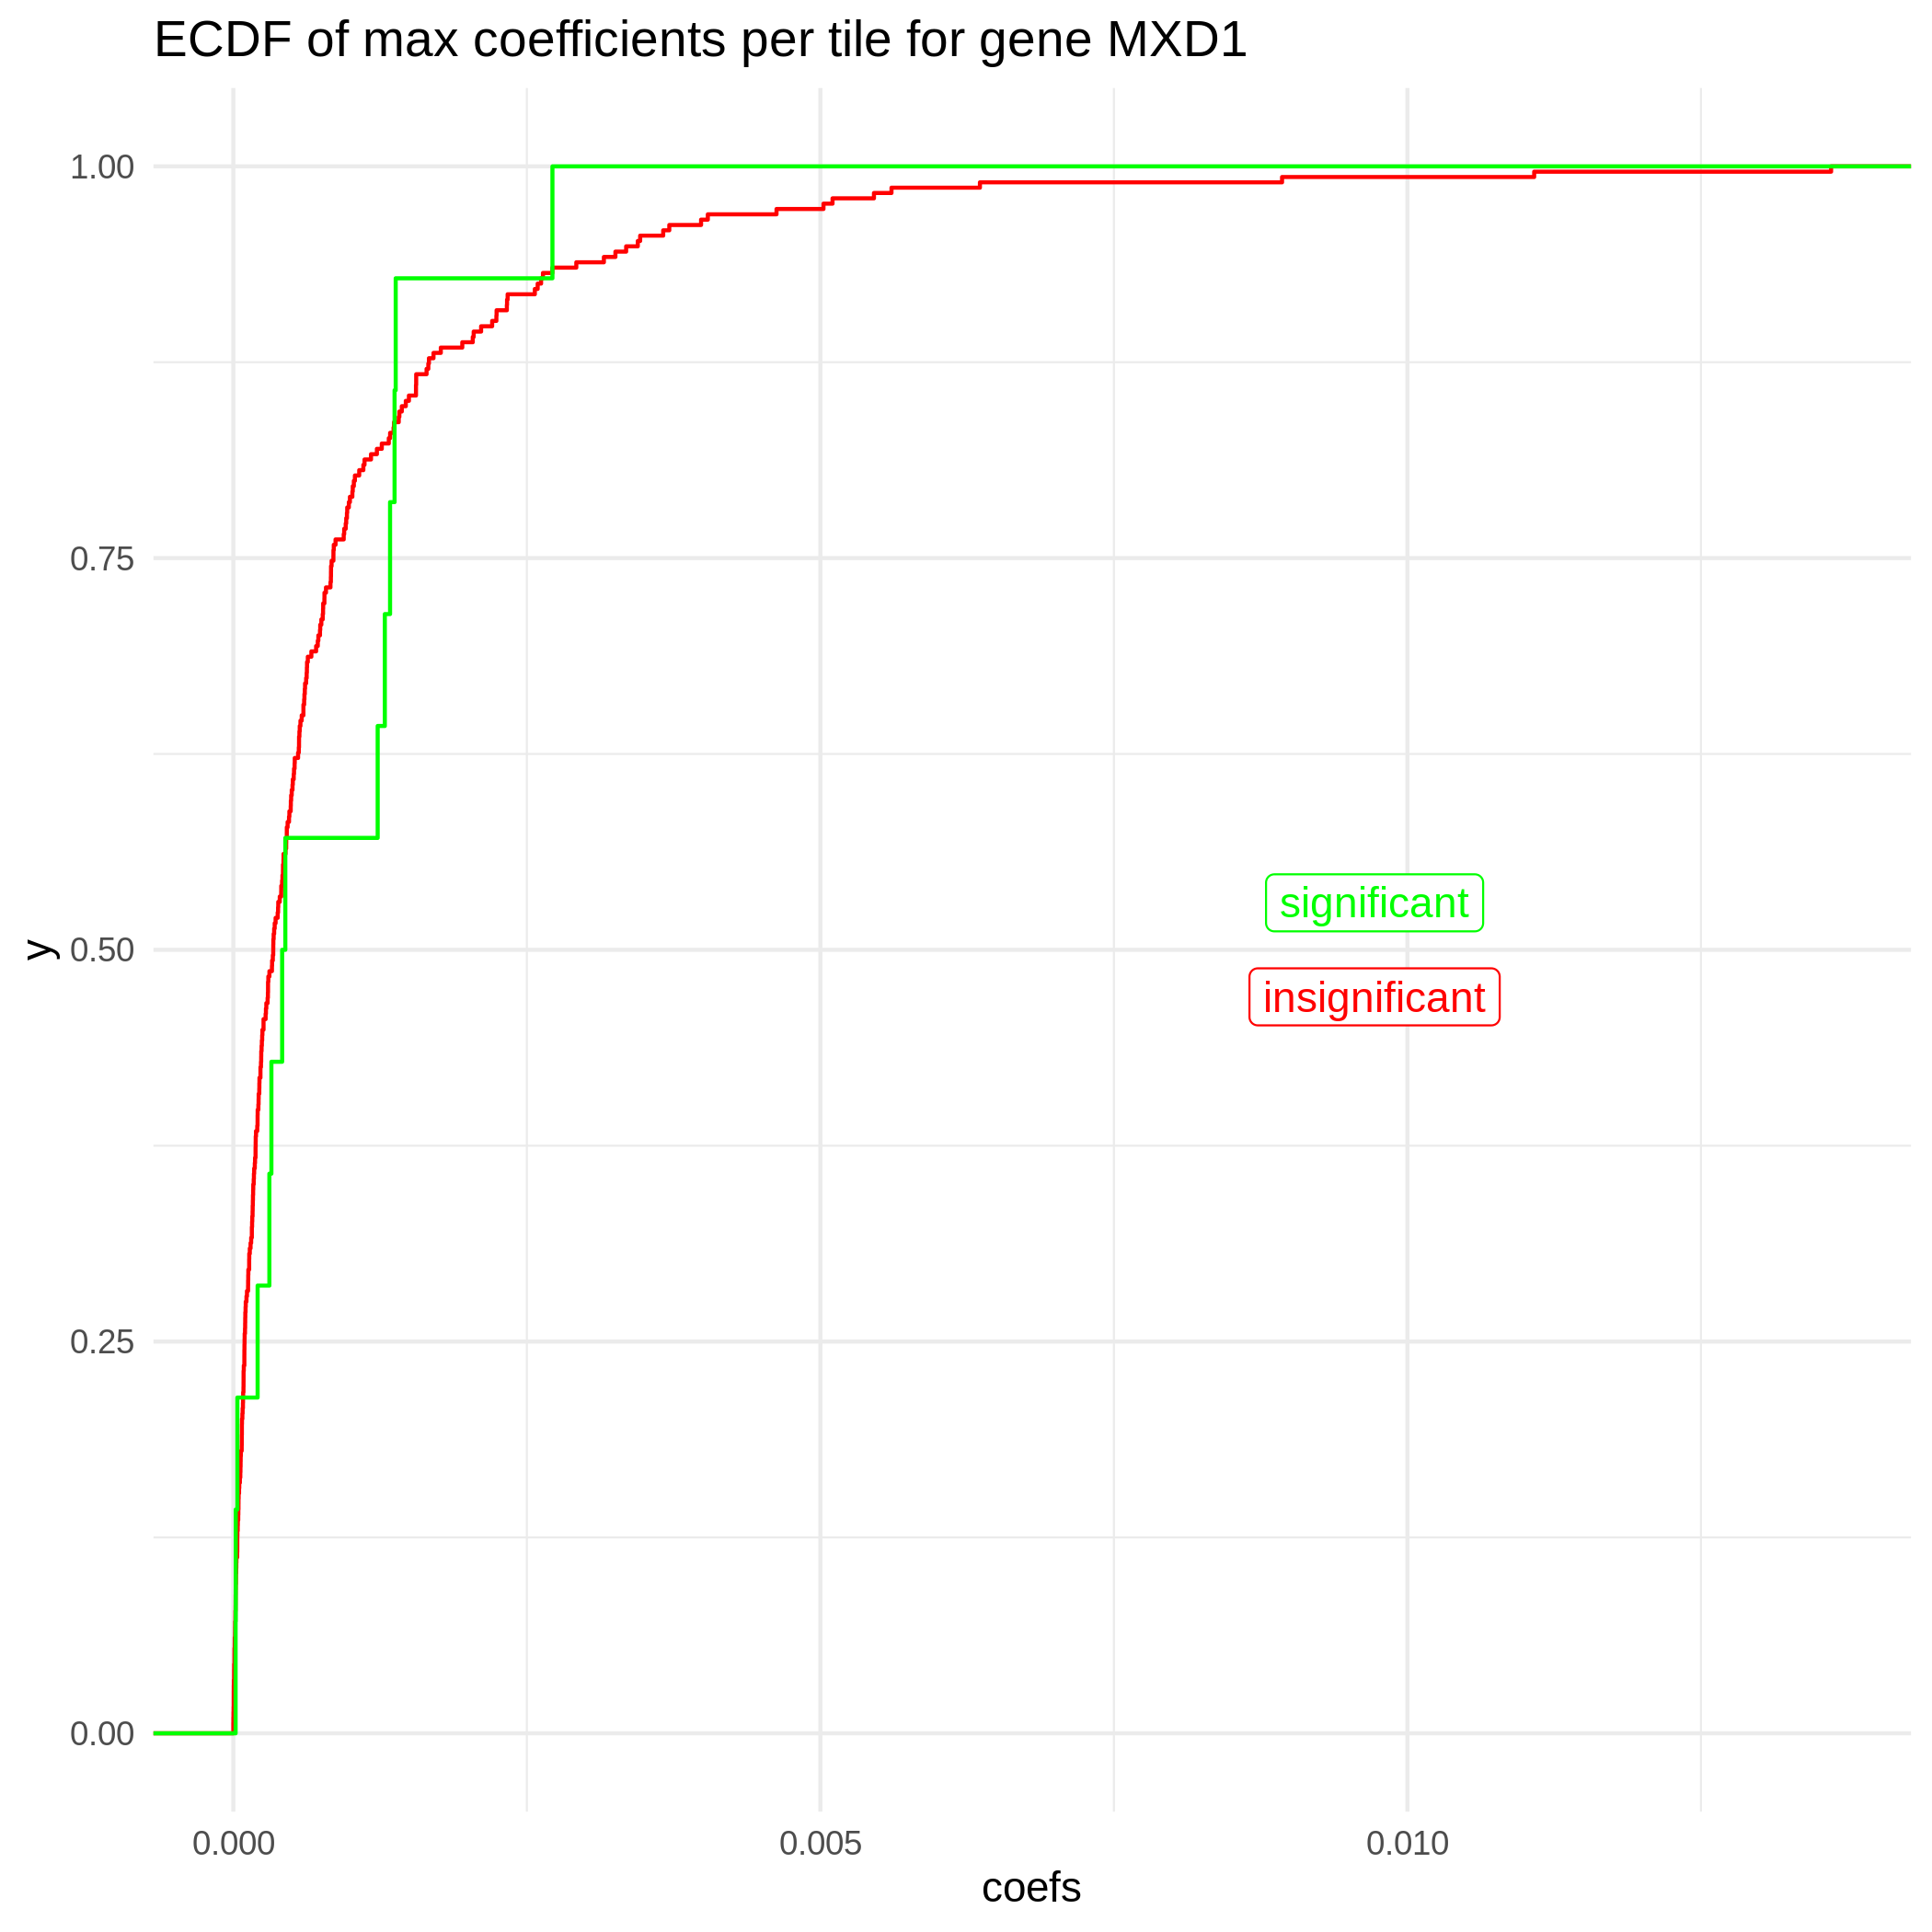 ECDF of max coefficients per tile for gene MXD1
y
1.00
0.75
0.50
0.25
0.00
significant
insignificant
0.000 0.005 0.010
coefs